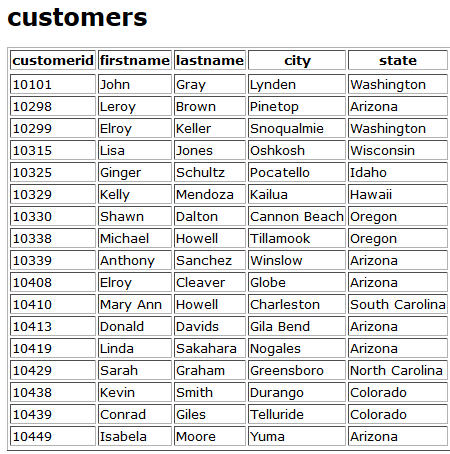 customers
customerid firstname lastname city state
10101 John Gray Lynden Washington
10298 Leroy Brown Pinetop Arizona
10299 Elroy Keller Snoqualmie Washington
10315 Lisa Jones Oshkosh Wisconsin
10325 Ginger Schultz Pocatello Idaho
10329 Kelly Mendoza Kailua Hawaii
10330 Shawn Dalton Cannon Beach Oregon
10338 Michael Howell Tillamook Oregon
10339 Anthony Sanchez Winslow Arizona
10408 Elroy Cleaver Globe Arizona
10410 Mary Ann Howell Charleston South Carolina
10413 Donald Davids Gila Bend Arizona
10419 Linda Sakahara Nogales Arizona
10429 Sarah Graham Greensboro North Carolina
10438 Kevin Smith Durango Colorado
10439 Conrad Giles Telluride Colorado
10449 Isabela Moore Yuma Arizona